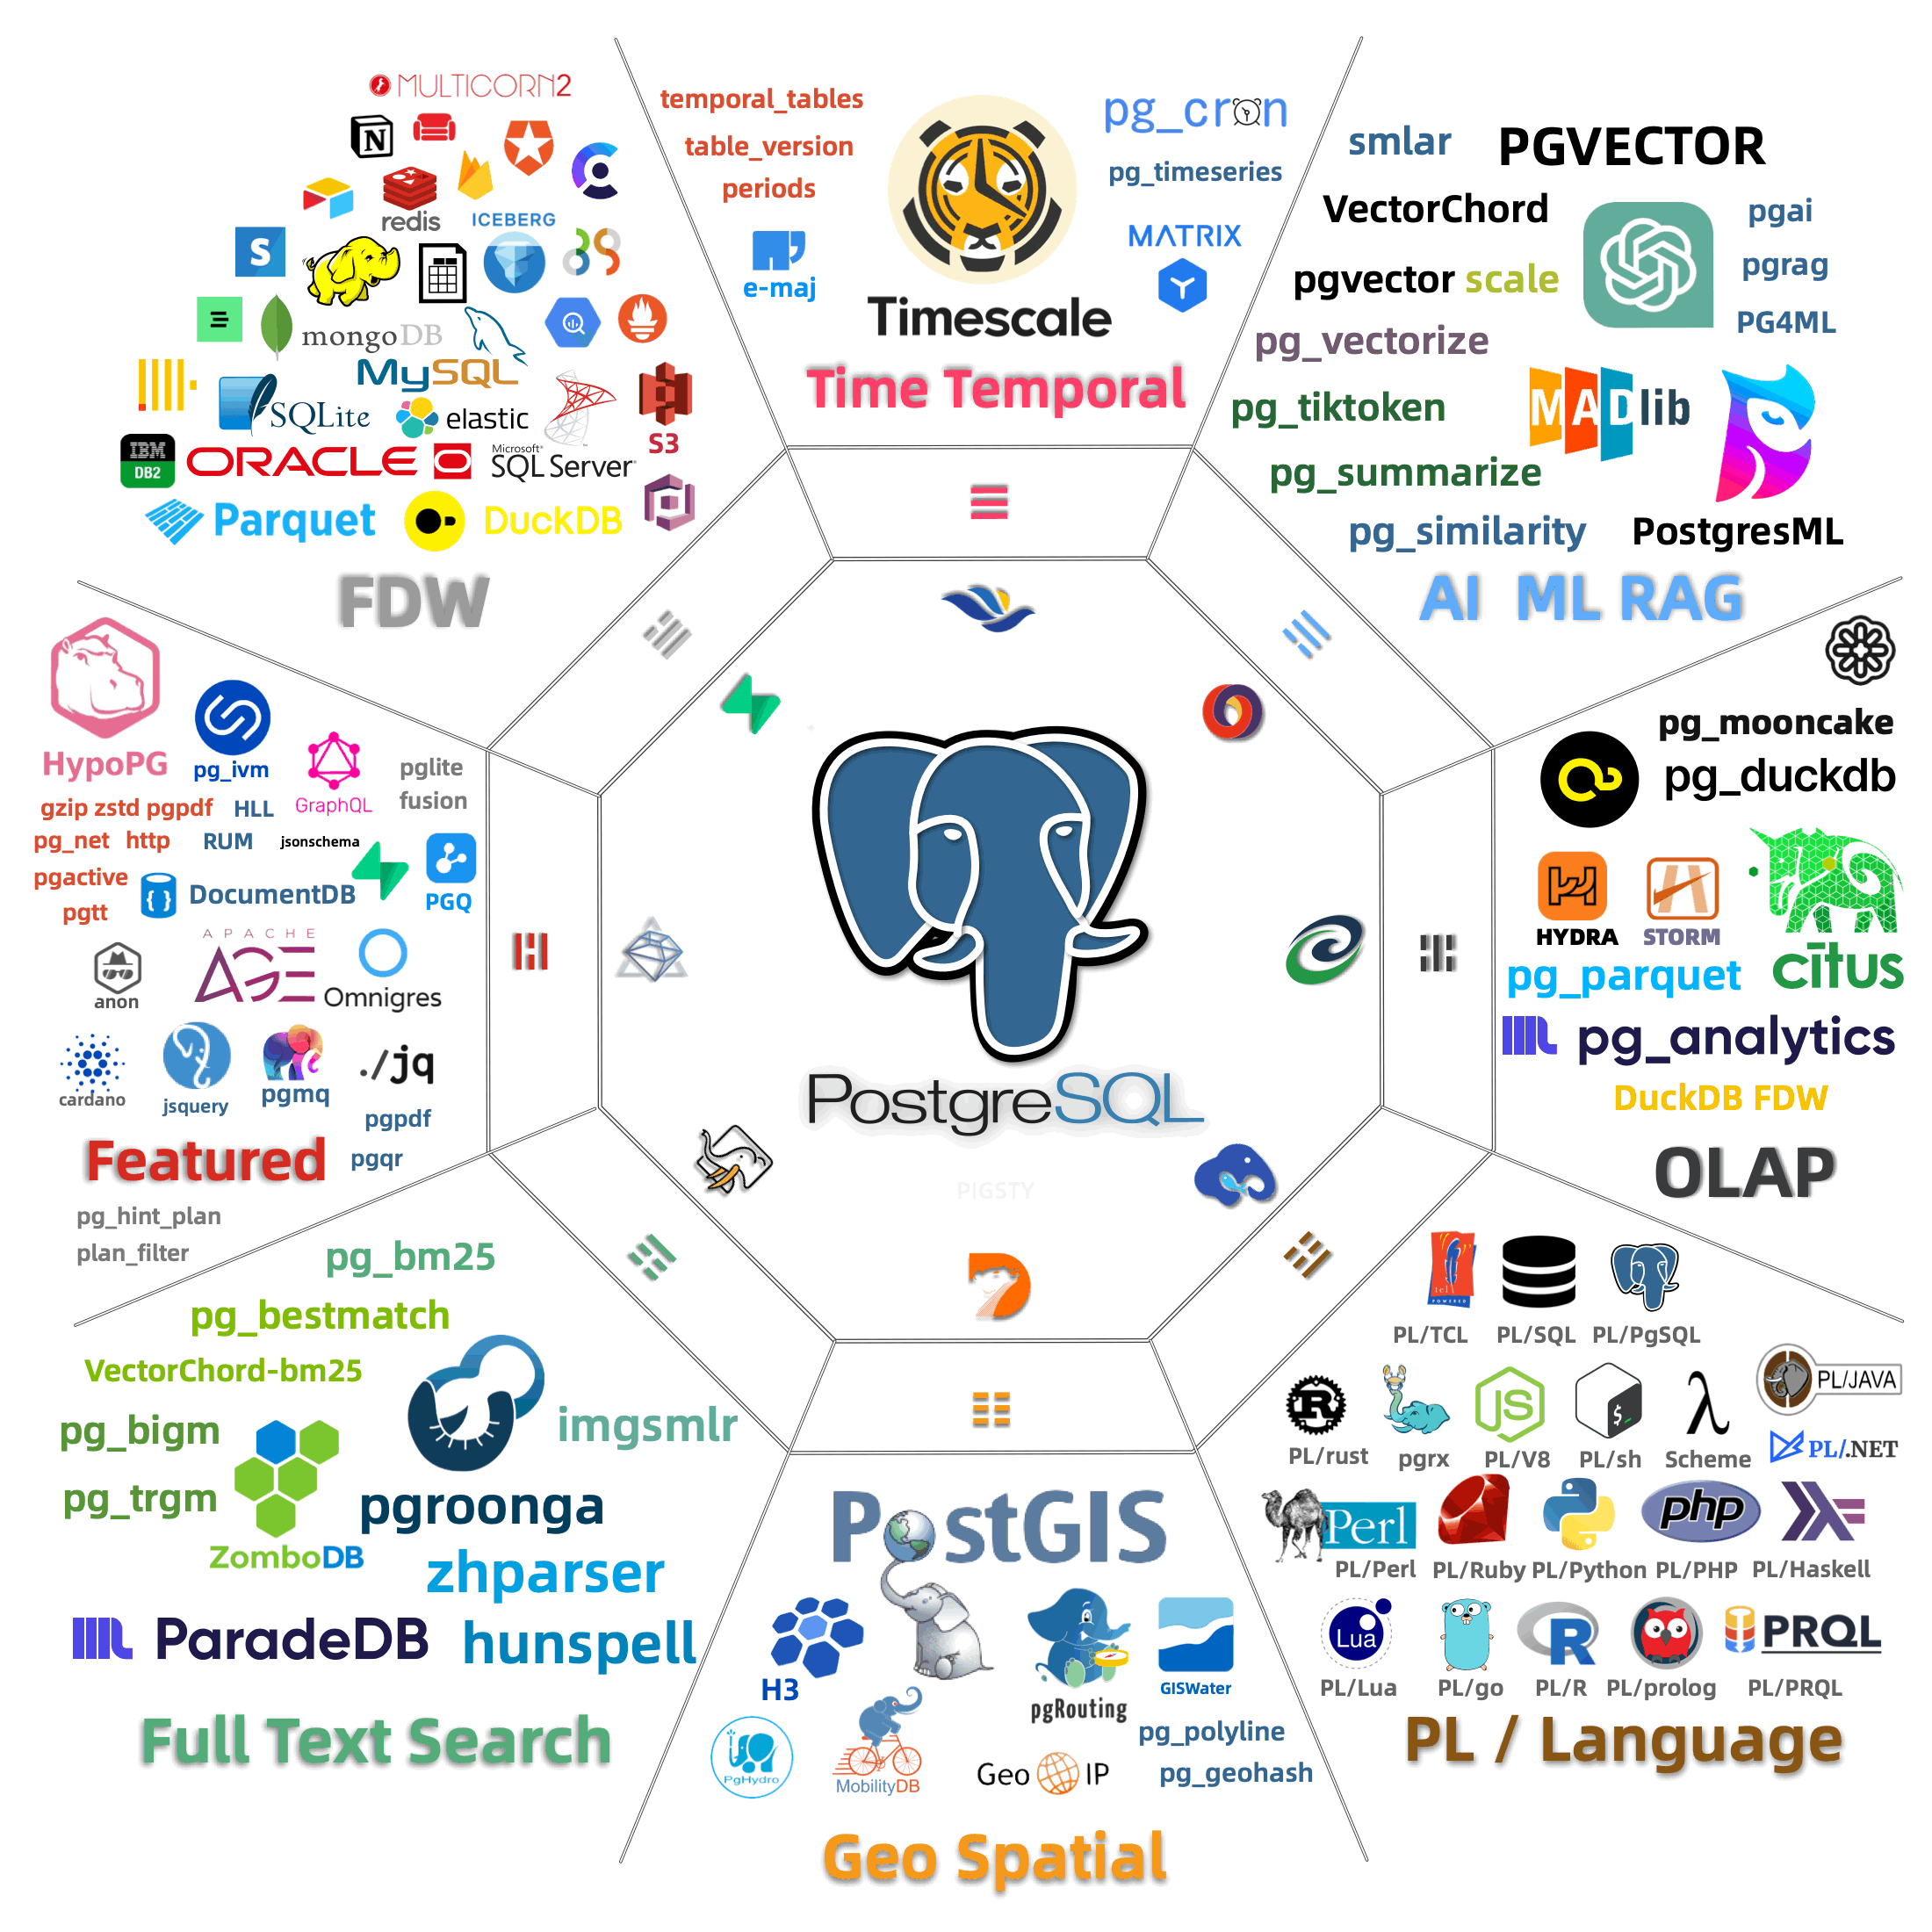 MULTICORN2
N
redis
ICEBERG
S
mongoDB
MySQL
SQLite
elastic
S3
IBM
DB2
ORACLE
Microsoft®
SQL Server®
Parquet
DuckDB
FDW
temporal_tables
table_version
periods
e-maj
Timescale
pg_cron
pg_timeseries
MATRIX
Time Temporal
smlar
PGVECTOR
VectorChord
pgai
pgvector scale
pgrag
PG4ML
pg_vectorize
pg_tiktoken
MADlib
pg_summarize
pg_similarity
PostgresML
AI ML RAG
pg_mooncake
pg_duckdb
HYDRA
STORM
citus
pg_parquet
pg_analytics
DuckDB FDW
OLAP
HypoPG
pg_ivm
GraphQL
pglite
fusion
gzip zstd pgpdf
HLL
pg_net http
RUM
jsonschema
pgactive
pgtt
DocumentDB
PGQ
anon
APACHE
AGE
Omnigres
cardano
jsquery
pgmq
./jq
pgpdf
pgqr
Featured
pg_hint_plan
plan_filter
PostgreSQL
PIGSTY
pg_bm25
pg_bestmatch
VectorChord-bm25
pg_bigm
imgsmlr
pg_trgm
pgroonga
ZomboDB
zhparser
ParadeDB
hunspell
Full Text Search
PostGIS
H3
pgRouting
GISWater
PgHydro
MobilityDB
GeoIP
pg_polyline
pg_geohash
Geo Spatial
tcl
POWERED
PL/TCL
PL/SQL
PL/PgSQL
R
JS
$_
λ
PL/JAVA
PL/.NET
PL/rust
pgrx
PL/V8
PL/sh
Scheme
Perl
php
PL/Perl
PL/Ruby
PL/Python
PL/PHP
PL/Haskell
Lua
R
PRQL
PL/Lua
PL/go
PL/R
PL/prolog
PL/PRQL
PL / Language